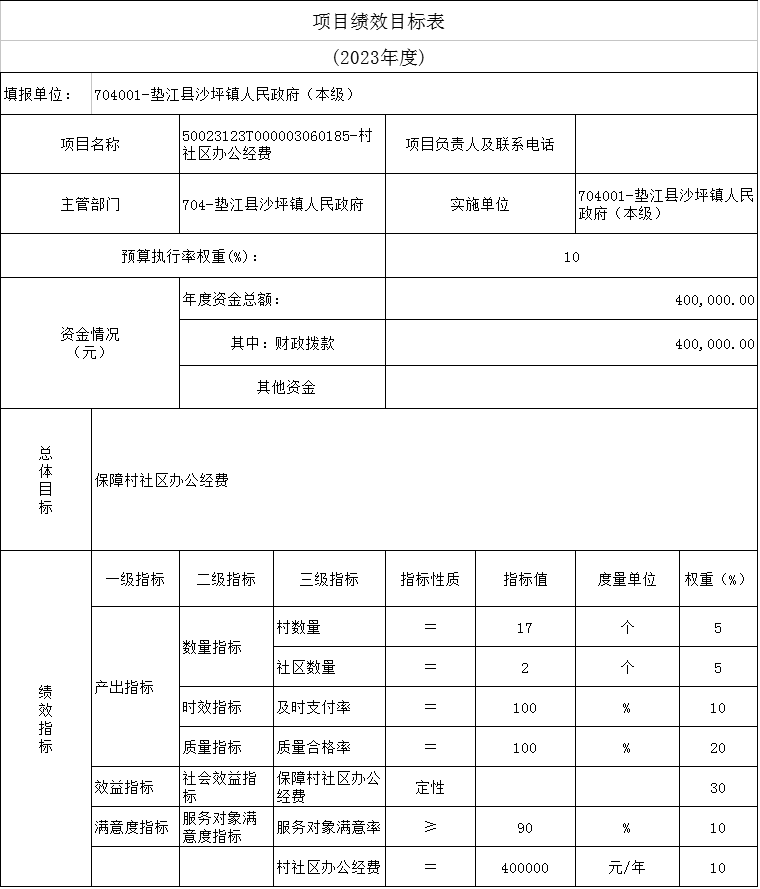 项目绩效目标表
(2023年度)
填报单位： 704001-垫江县沙坪镇人民政府（本级）
项目名称 50023123T000003060185-村 项目负责人及联系电话
社区办公经费
主管部门 704-垫江县沙坪镇人民政府 实施单位 704001-垫江县沙坪镇人民
政府（本级）
预算执行率权重(%)： 10
资金情况
（元）
年度资金总额： 400,000.00
其中：财政拨款 400,000.00
其他资金
总体目标
保障村社区办公经费
绩效指标
一级指标 二级指标 三级指标 指标性质 指标值 度量单位 权重（%）
产出指标 数量指标 村数量 ＝ 17 个 5
社区数量 ＝ 2 个 5
时效指标 及时支付率 ＝ 100 % 10
质量指标 质量合格率 ＝ 100 % 20
效益指标 社会效益指 保障村社区办公 定性 30
标 经费
满意度指标 服务对象满 服务对象满意率 ≥ 90 % 10
意度指标
村社区办公经费 ＝ 400000 元/年 10